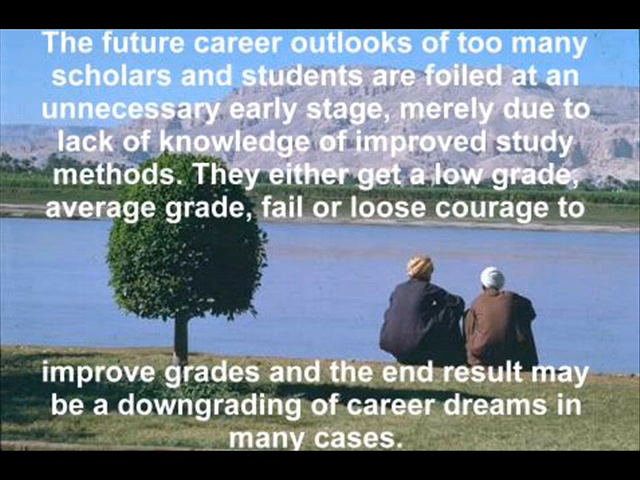 The future career outlooks of too many
scholars and students are foiled at an
unnecessary early stage, merely due to
lack of knowledge of improved study
methods. They either get a low grade,
average grade, fail or loose courage to
improve grades and the end result may
be a downgrading of career dreams in
many cases.